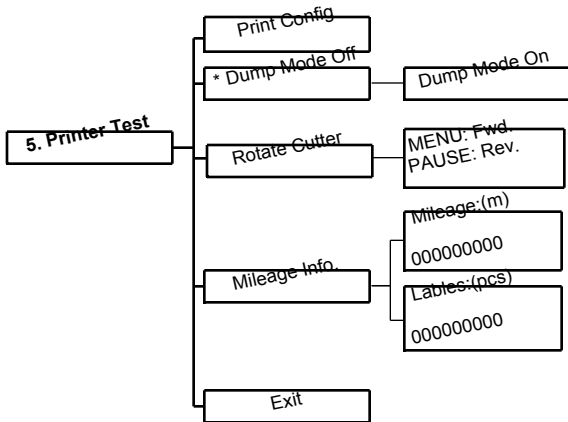 Print Config
* Dump Mode Off
Dump Mode On
5. Printer Test
Rotate Cutter
MENU: Fwd.
PAUSE: Rev.
Mileage Info.
Mileage:(m)
000000000
Lables:(pcs)
000000000
Exit